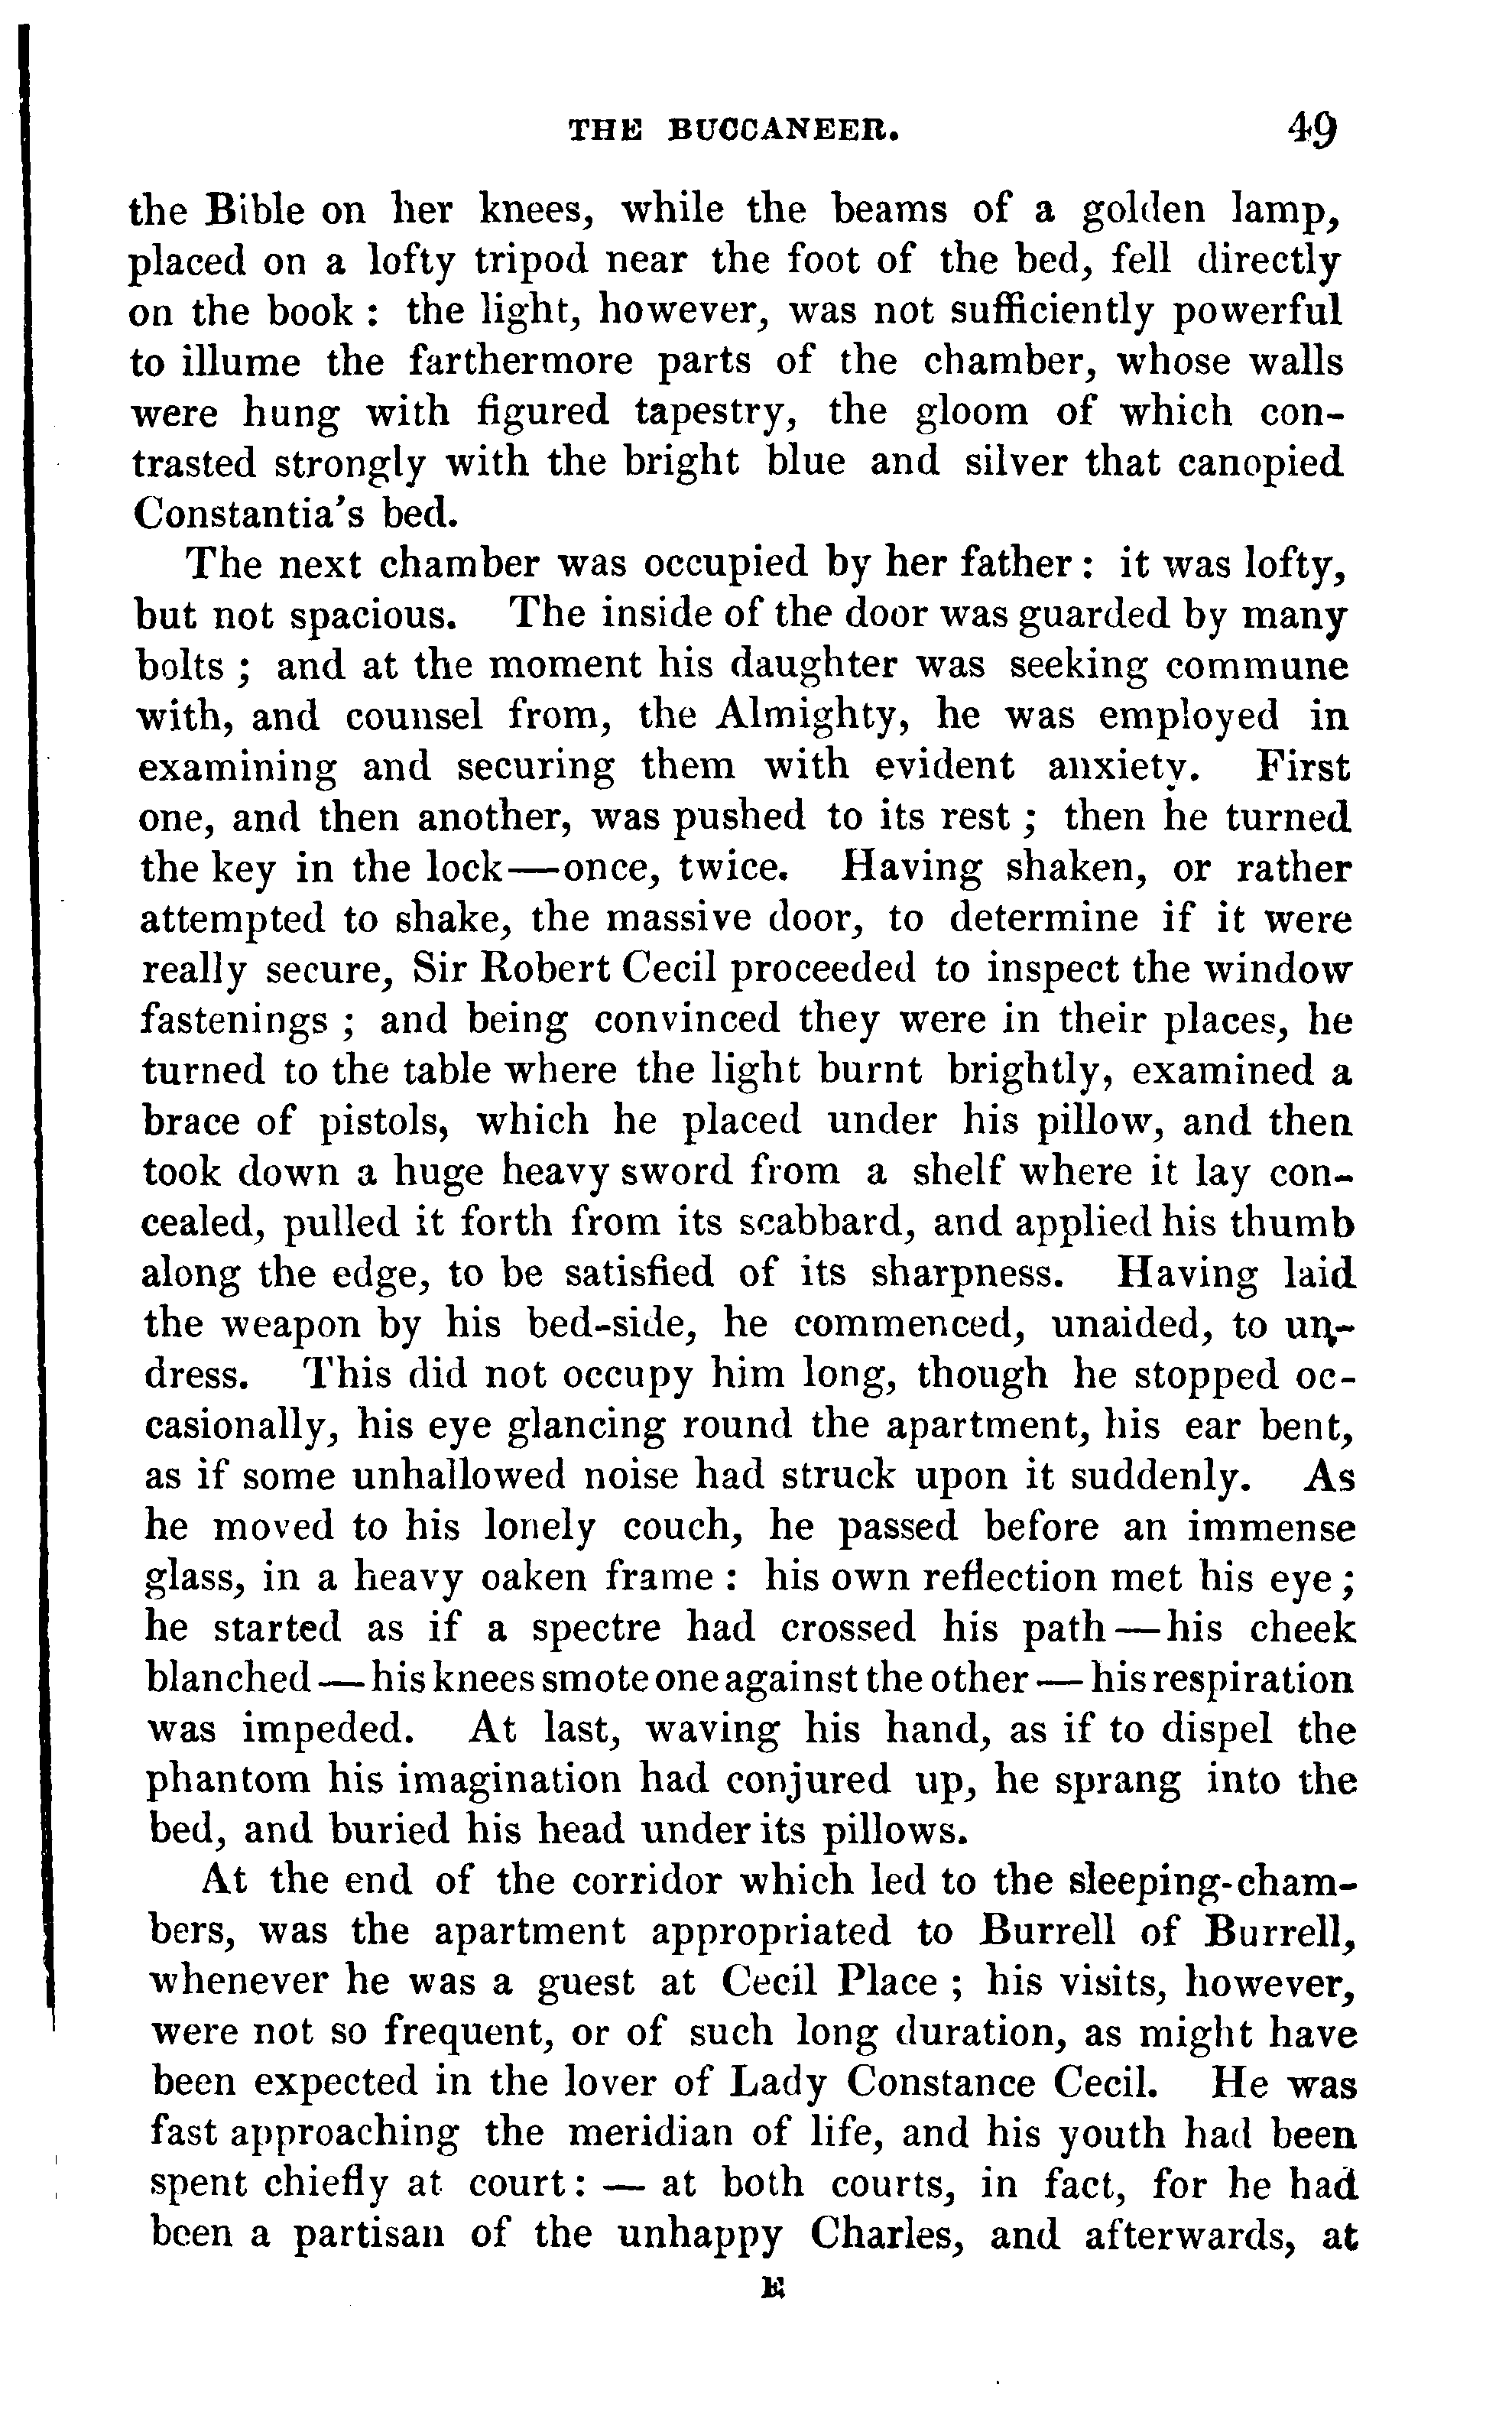 THE BUCCANEER. 49
the Bible on her knees, while the beams of a golden lamp,
placed on a lofty tripod near the foot of the bed, fell directly
on the book : the light, however, was not sufficiently powerful
to illume the farthermore parts of the chamber, whose walls
were hung with figured tapestry, the gloom of which con-
trasted strongly with the bright blue and silver that canopied
Constantia's bed.
The next chamber was occupied by her father : it was lofty,
but not spacious. The inside of the door was guarded by many
bolts ; and at the moment his daughter was seeking commune
with, and counsel from, the Almighty, he was employed in
examining and securing them with evident anxiety. First
one, and then another, was pushed to its rest ; then he turned
the key in the lock—once, twice. Having shaken, or rather
attempted to shake, the massive door, to determine if it were
really secure, Sir Robert Cecil proceeded to inspect the window
fastenings ; and being convinced they were in their places, he
turned to the table where the light burnt brightly, examined a
brace of pistols, which he placed under his pillow, and then
took down a huge heavy sword from a shelf where it lay con-
cealed, pulled it forth from its scabbard, and applied his thumb
along the edge, to be satisfied of its sharpness. Having laid
the weapon by his bed-side, he commenced, unaided, to un-
dress. This did not occupy him long, though he stopped oc-
casionally, his eye glancing round the apartment, his ear bent,
as if some unhallowed noise had struck upon it suddenly. As
he moved to his lonely couch, he passed before an immense
glass, in a heavy oaken frame : his own reflection met his eye ;
he started as if a spectre had crossed his path — his cheek
blanched — his knees smote one against the other — his respiration
was impeded. At last, waving his hand, as if to dispel the
phantom his imagination had conjured up, he sprang into the
bed, and buried his head under its pillows.
At the end of the corridor which led to the sleeping-cham-
bers, was the apartment appropriated to Burrell of Burrell,
whenever he was a guest at Cecil Place ; his visits, however,
were not so frequent, or of such long duration, as might have
been expected in the lover of Lady Constance Cecil. He was
fast approaching the meridian of life, and his youth had been
spent chiefly at court : — at both courts, in fact, for he had
been a partisan of the unhappy Charles, and afterwards, at
E